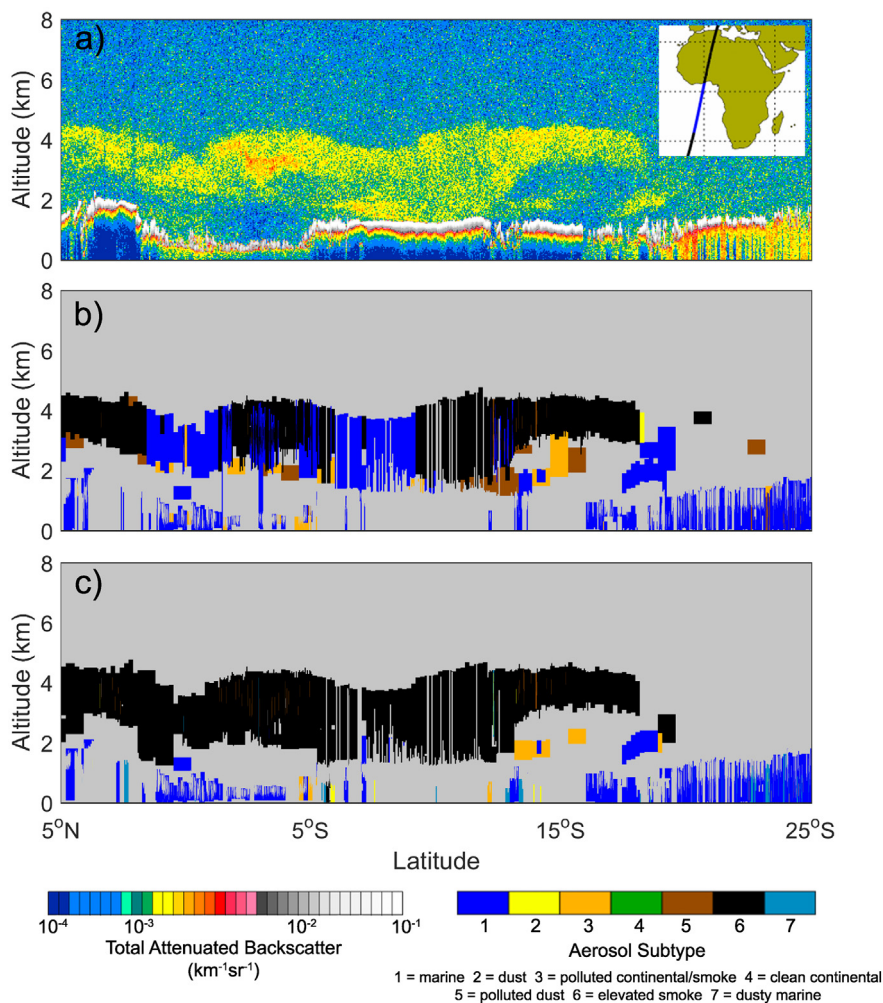 a)
8
6
4
2
0
Altitude (km)
b)
8
6
4
2
0
Altitude (km)
c)
8
6
4
2
0
Altitude (km)
5°N 5°S 15°S 25°S
Latitude
10⁻⁴ 10⁻³ 10⁻² 10⁻¹
Total Attenuated Backscatter
(km⁻¹sr⁻¹)
1 2 3 4 5 6 7
Aerosol Subtype
1 = marine 2 = dust 3 = polluted continental/smoke 4 = clean continental
5 = polluted dust 6 = elevated smoke 7 = dusty marine